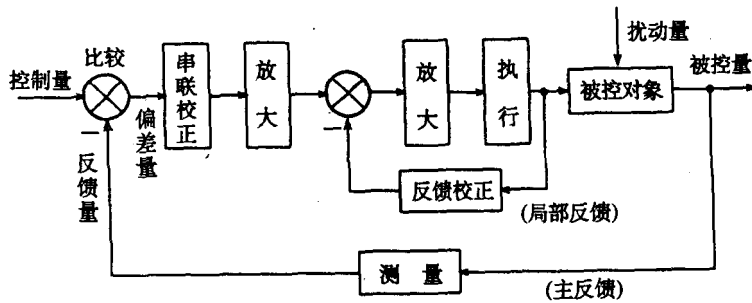 控制量
比较
串联校正
放大
放大
执行
扰动量
被控对象
被控量
偏差量
反馈量
反馈校正
(局部反馈)
测 量
(主反馈)